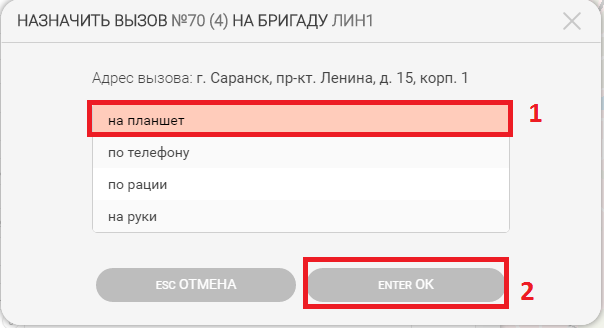 НАЗНАЧИТЬ ВЫЗОВ №70 (4) НА БРИГАДУ ЛИН1
Адрес вызова: г. Саранск, пр-кт. Ленина, д. 15, корп. 1
на планшет
1
по телефону
по рации
на руки
ESC ОТМЕНА
ENTER ОК
2